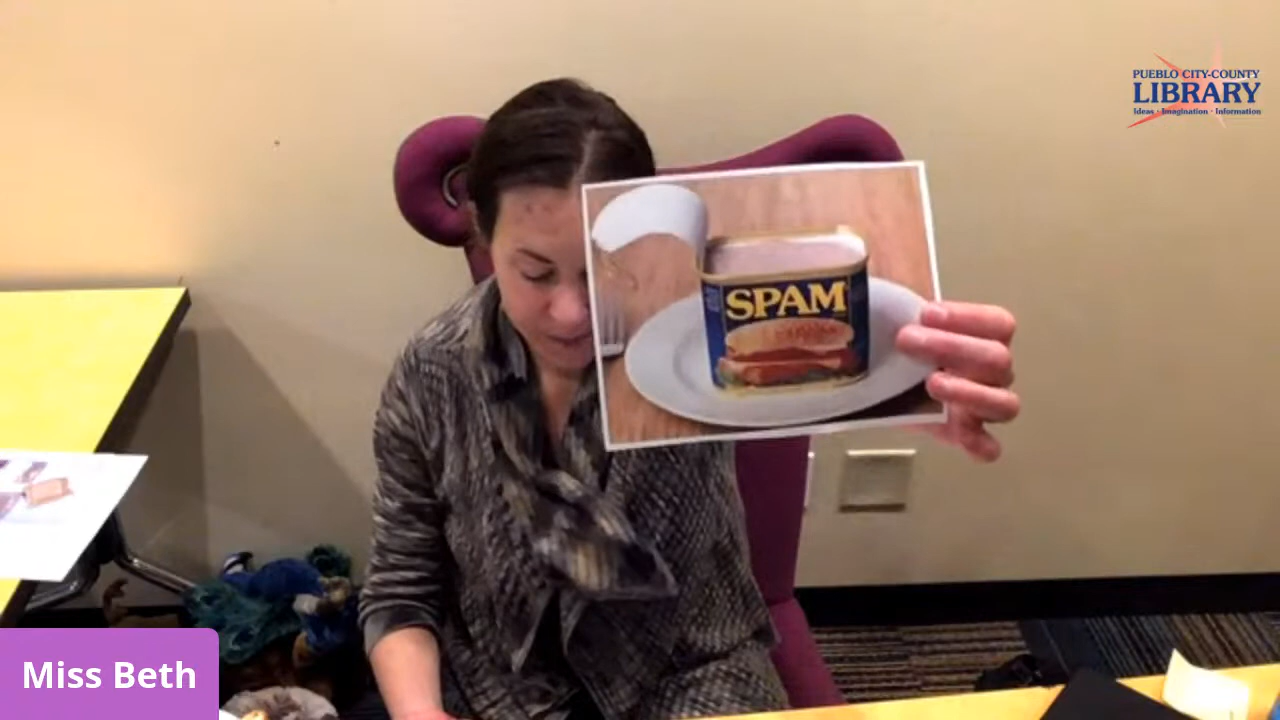 PUEBLO CITY-COUNTY
LIBRARY
Ideas · Imagination · Information
SPAM
Miss Beth